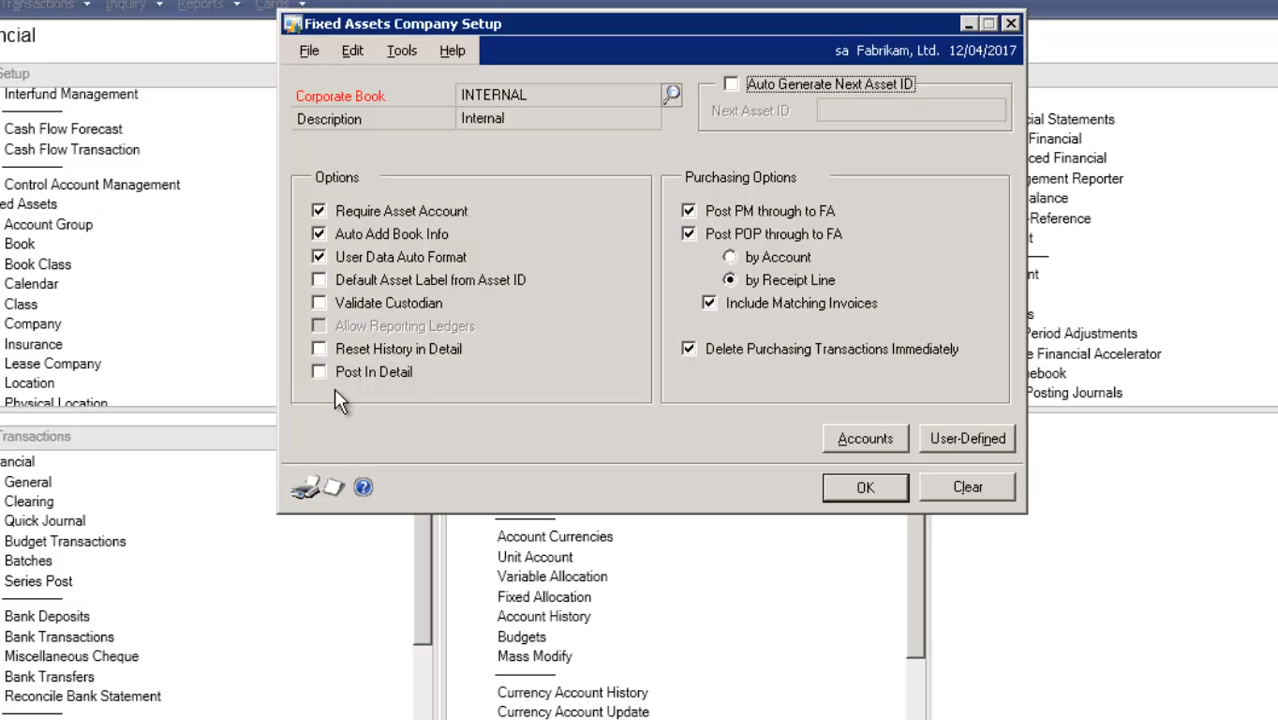 Transactions Inquiry Reports Cards
ncial
Setup
Interfund Management
Cash Flow Forecast
Cash Flow Transaction
Control Account Management
ed Assets
Account Group
Book
Book Class
Calendar
Class
Company
Insurance
Lease Company
Location
Physical Location
Fixed Assets Company Setup
File Edit Tools Help
sa Fabrikam, Ltd. 12/04/2017
Corporate Book INTERNAL
Description Internal
Auto Generate Next Asset ID
Next Asset ID
Options
Require Asset Account
Auto Add Book Info
User Data Auto Format
Default Asset Label from Asset ID
Validate Custodian
Allow Reporting Ledgers
Reset History in Detail
Post In Detail
Purchasing Options
Post PM through to FA
Post POP through to FA
by Account
by Receipt Line
Include Matching Invoices
Delete Purchasing Transactions Immediately
Accounts User-Defined
OK Clear
cial Statements
Financial
ced Financial
gement Reporter
alance
-Reference
t
nt
s
Period Adjustments
e Financial Accelerator
nebook
Posting Journals
Transactions
ancial
General
Clearing
Quick Journal
Budget Transactions
Batches
Series Post
Bank Deposits
Bank Transactions
Miscellaneous Cheque
Bank Transfers
Reconcile Bank Statement
Account Currencies
Unit Account
Variable Allocation
Fixed Allocation
Account History
Budgets
Mass Modify
Currency Account History
Currency Account Update